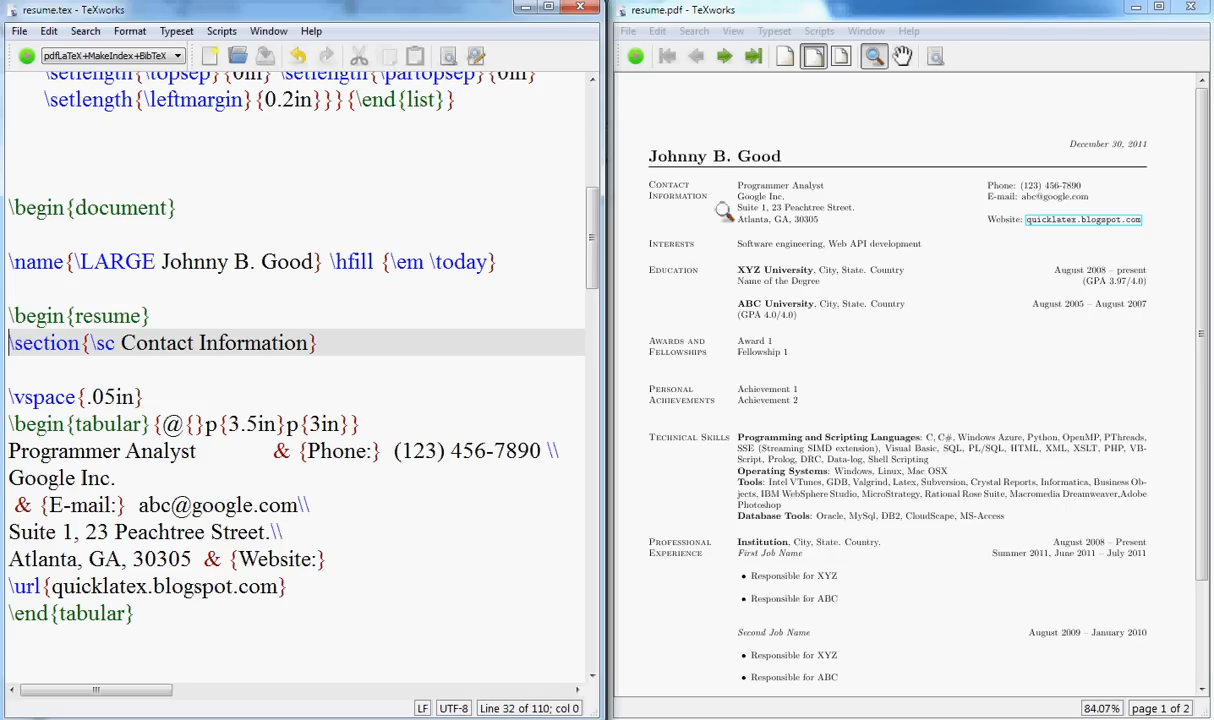 resume.tex - TeXworks
File Edit Search Format Typeset Scripts Window Help
pdfLaTeX+MakeIndex+BibTeX
\setlength{\topsep}{0in} \setlength{\partopsep}{0in}
\setlength{\leftmargin}{0.2in}}}{\end{list}}
\begin{document}
\name{\LARGE Johnny B. Good} \hfill {\em \today}
\begin{resume}
\section{\sc Contact Information}
\vspace{.05in}
\begin{tabular}{@{}p{3.5in}p{3in}}
Programmer Analyst & {Phone:} (123) 456-7890 \\
Google Inc.
& {E-mail:} abc@google.com\\
Suite 1, 23 Peachtree Street.\\
Atlanta, GA, 30305 & {Website:}
\url{quicklatex.blogspot.com}
\end{tabular}
LF UTF-8 Line 32 of 110; col 0
resume.pdf - TeXworks
File Edit Search View Typeset Scripts Window Help
December 30, 2011
Johnny B. Good
Contact Information
Programmer Analyst
Google Inc.
Suite 1, 23 Peachtree Street.
Atlanta, GA, 30305
Phone: (123) 456-7890
E-mail: abc@google.com
Website: quicklatex.blogspot.com
Interests Software engineering, Web API development
Education XYZ University, City, State. Country August 2008 – present
Name of the Degree (GPA 3.97/4.0)
ABC University, City, State. Country August 2005 – August 2007
(GPA 4.0/4.0)
Awards and Award 1
Fellowships Fellowship 1
Personal Achievement 1
Achievements Achievement 2
Technical Skills Programming and Scripting Languages: C, C#, Windows Azure, Python, OpenMP, PThreads,
SSE (Streaming SIMD extension), Visual Basic, SQL, PL/SQL, HTML, XML, XSLT, PHP, VB-
Script, Prolog, DRC, Data-log, Shell Scripting
Operating Systems: Windows, Linux, Mac OSX
Tools: Intel VTunes, GDB, Valgrind, Latex, Subversion, Crystal Reports, Informatica, Business Ob-
jects, IBM WebSphere Studio, MicroStrategy, Rational Rose Suite, Macromedia Dreamweaver,Adobe
Photoshop
Database Tools: Oracle, MySql, DB2, CloudScape, MS-Access
Professional Institution, City, State. Country. August 2008 – Present
Experience First Job Name Summer 2011, June 2011 – July 2011
• Responsible for XYZ
• Responsible for ABC
Second Job Name August 2009 – January 2010
• Responsible for XYZ
• Responsible for ABC
84.07% page 1 of 2